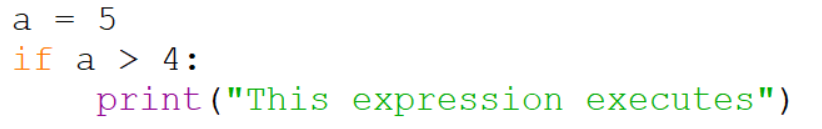 a = 5
if a > 4:
    print("This expression executes")